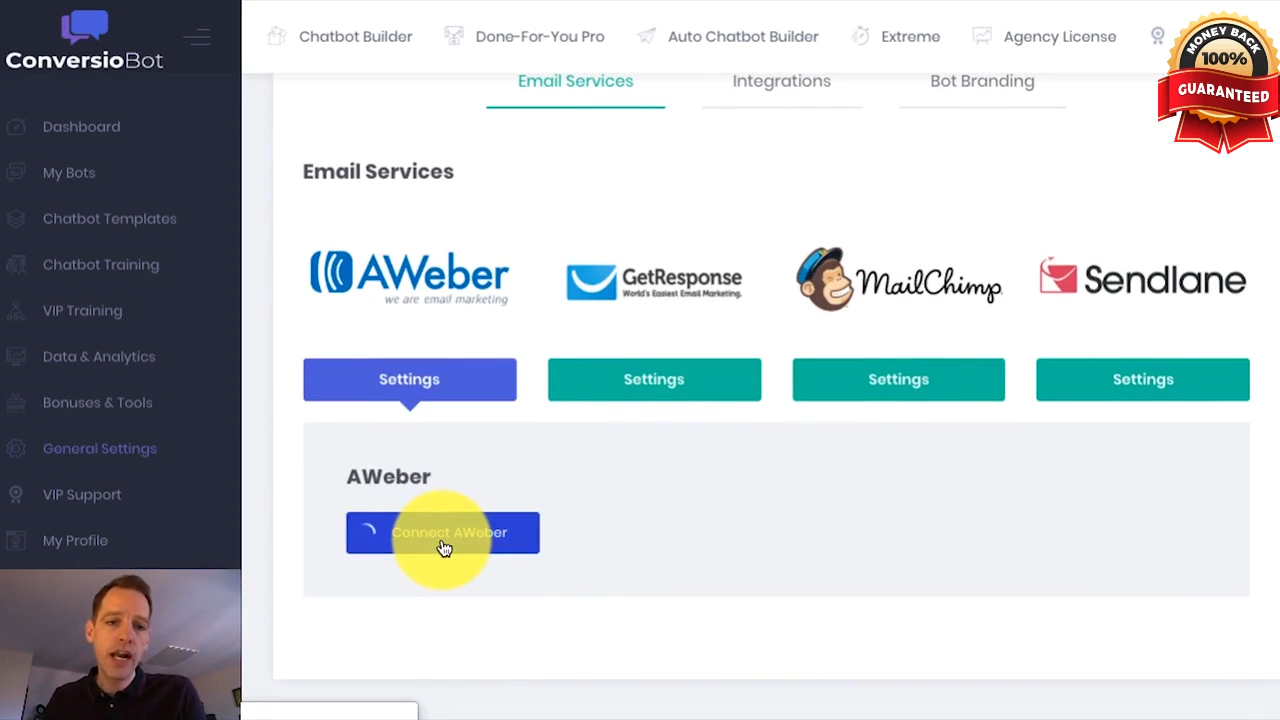 ConversioBot
Dashboard
My Bots
Chatbot Templates
Chatbot Training
VIP Training
Data & Analytics
Bonuses & Tools
General Settings
VIP Support
My Profile
Chatbot Builder
Done-For-You Pro
Auto Chatbot Builder
Extreme
Agency License
MONEY BACK
100%
GUARANTEED
Email Services
Integrations
Bot Branding
Email Services
AWeber
we are email marketing
GetResponse
World's Easiest Email Marketing.
MailChimp
Sendlane
Settings
Settings
Settings
Settings
AWeber
Connect AWeber